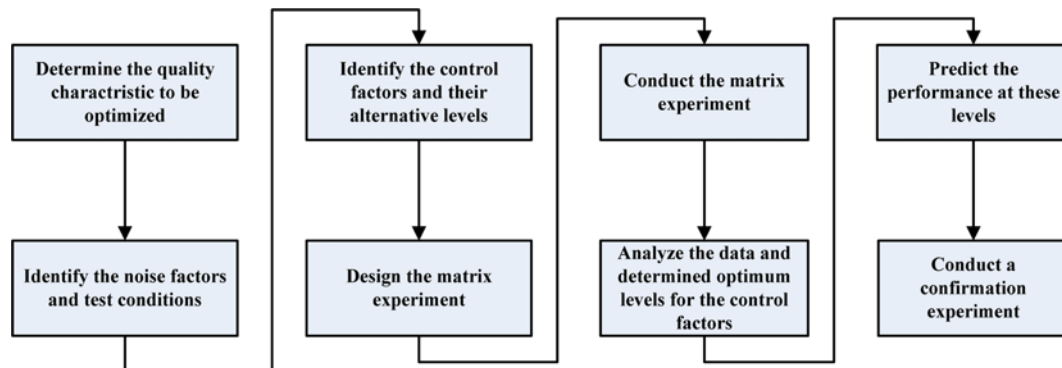 Determine the quality
charactristic to be
optimized
Identify the noise factors
and test conditions
Identify the control
factors and their
alternative levels
Design the matrix
experiment
Conduct the matrix
experiment
Analyze the data and
determined optimum
levels for the control
factors
Predict the
performance at these
levels
Conduct a
confirmation
experiment